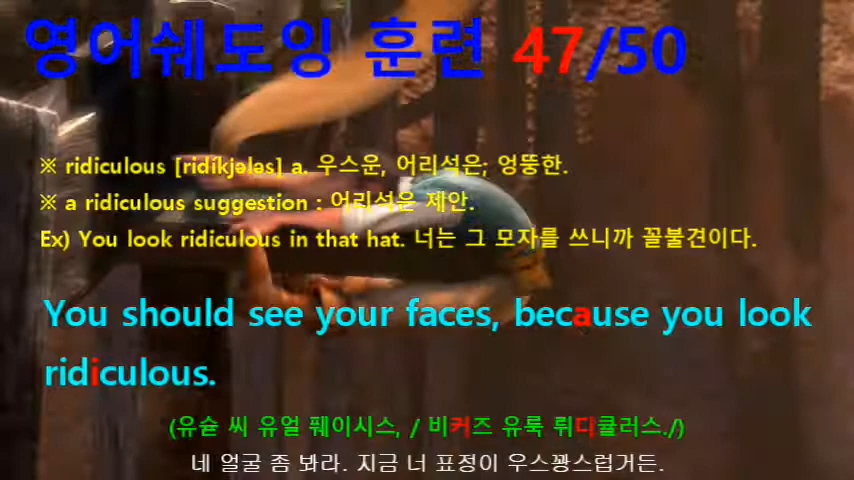 영어쉐도잉 훈련 47/50
※ ridiculous [ridíkjələs] a. 우스운, 어리석은; 엉뚱한.
※ a ridiculous suggestion : 어리석은 제안.
Ex) You look ridiculous in that hat. 너는 그 모자를 쓰니까 꼴불견이다.
You should see your faces, because you look
ridiculous.
(유슏 씨 유얼 풰이시스, / 비커즈 유룩 뤼디큘러스./)
네 얼굴 좀 봐라. 지금 너 표정이 우스꽝스럽거든.